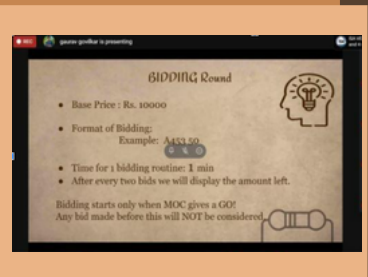 REC
gaurav govilkar is presenting
BIDDING Round
• Base Price : Rs. 10000
• Format of Bidding:
Example: A453 50
• Time for 1 bidding routine: 1 min
• After every two bids we will display the amount left.
Bidding starts only when MOC gives a GO!
Any bid made before this will NOT be considered